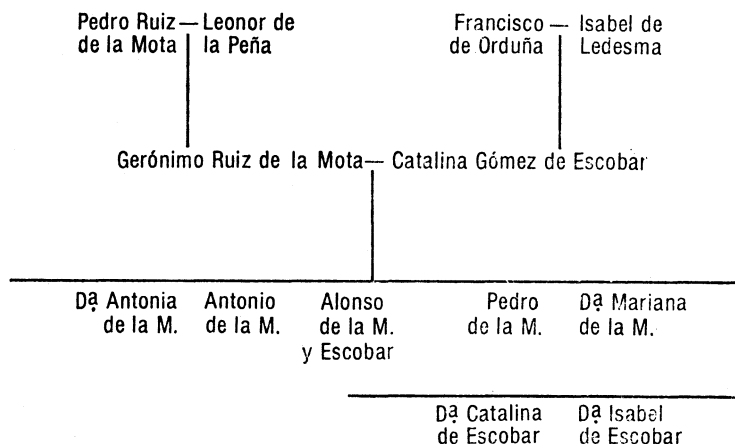 Pedro Ruiz — Leonor de
de la Mota la Peña
Francisco — Isabel de
de Orduña Ledesma
Gerónimo Ruiz de la Mota — Catalina Gómez de Escobar
Dª Antonia
de la M.
Antonio
de la M.
Alonso
de la M.
y Escobar
Pedro
de la M.
Dª Mariana
de la M.
Dª Catalina
de Escobar
Dª Isabel
de Escobar